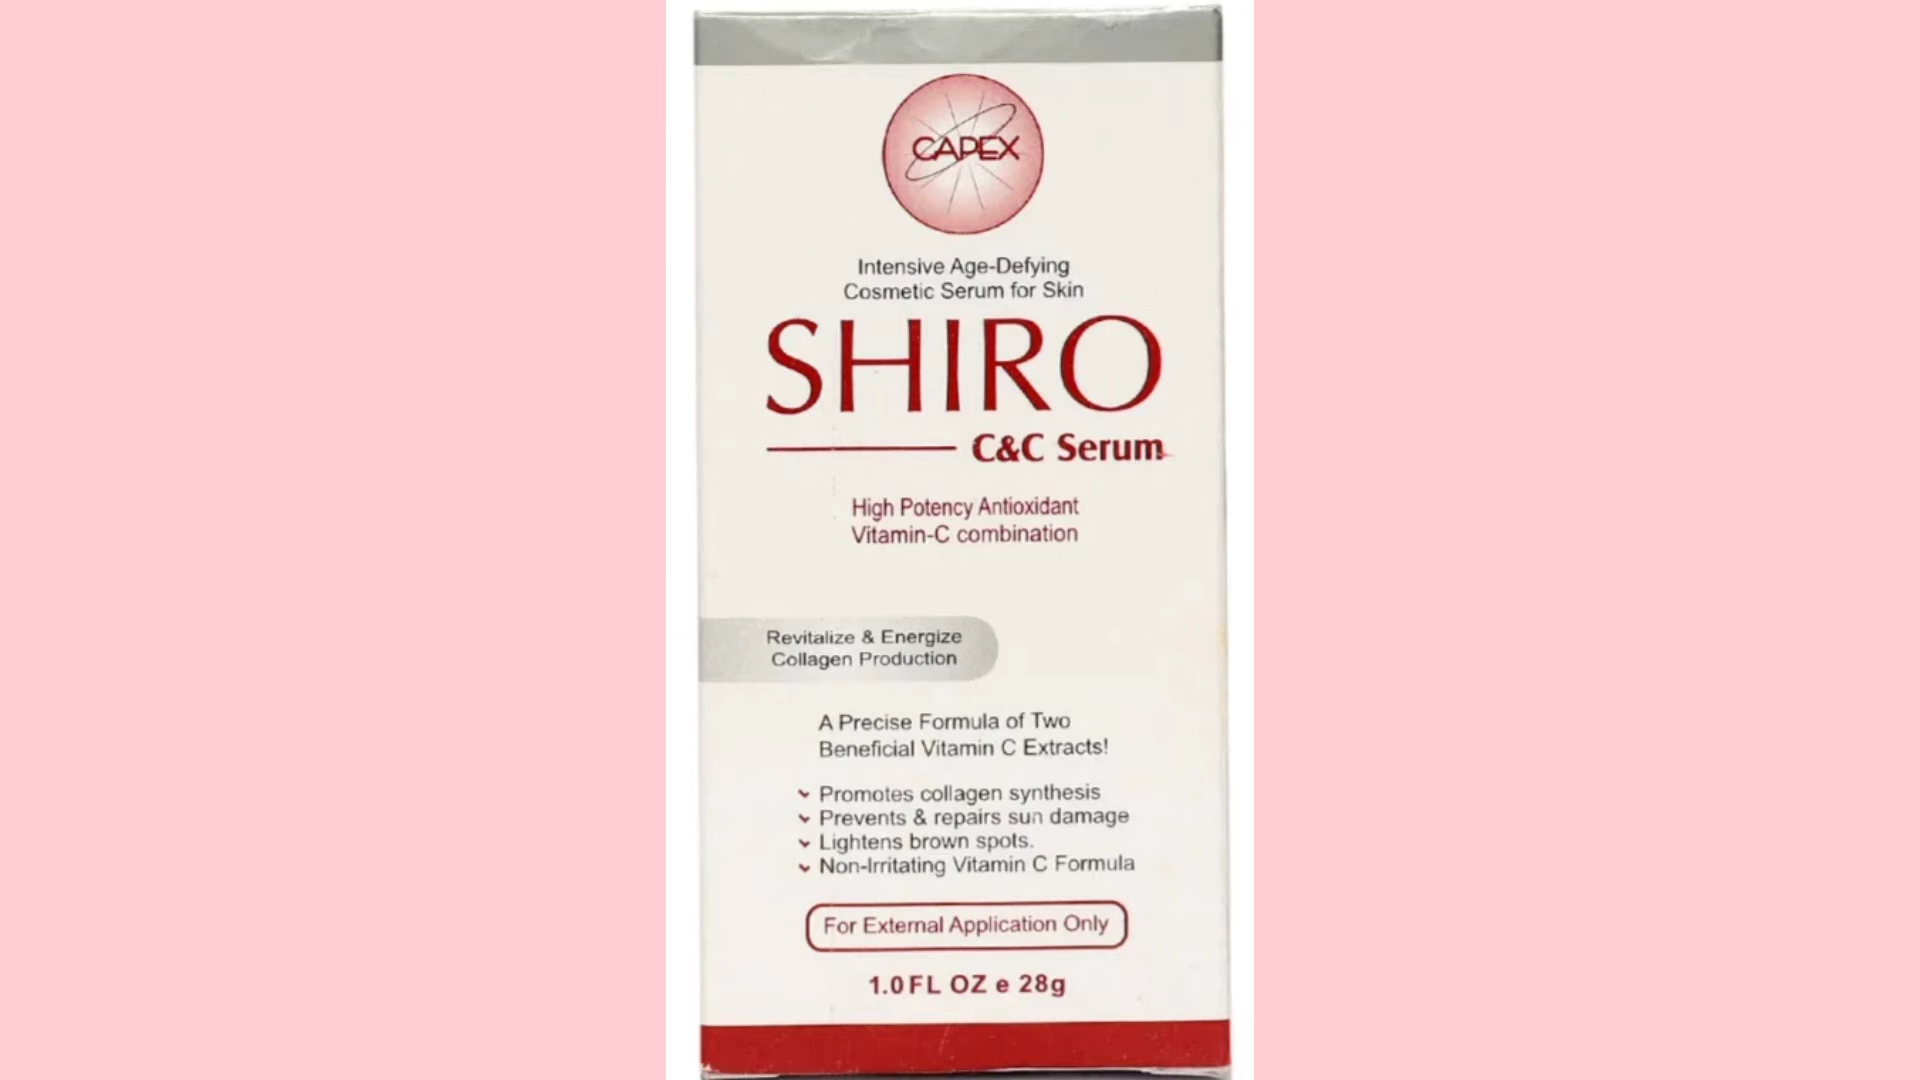 CAPEX
Intensive Age-Defying
Cosmetic Serum for Skin
SHIRO
C&C Serum
High Potency Antioxidant
Vitamin-C combination
Revitalize & Energize
Collagen Production
A Precise Formula of Two
Beneficial Vitamin C Extracts!
Promotes collagen synthesis
Prevents & repairs sun damage
Lightens brown spots.
Non-Irritating Vitamin C Formula
For External Application Only
1.0 FL OZ e 28g